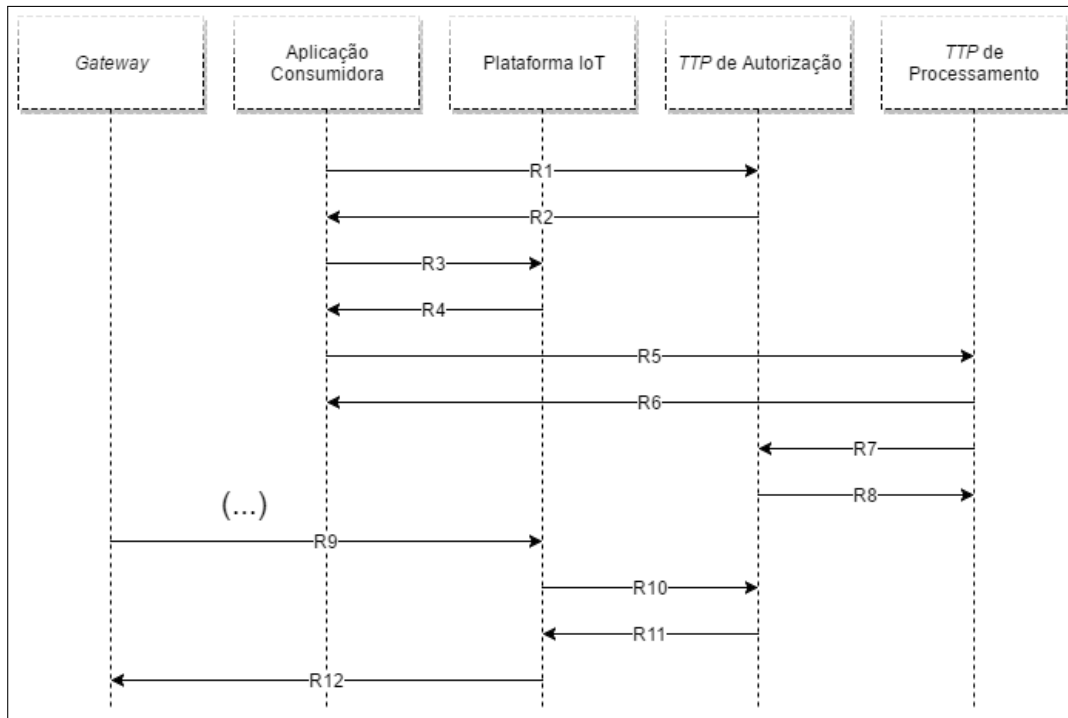 Gateway
Aplicação
Consumidora
Plataforma IoT
TTP de Autorização
TTP de
Processamento
R1
R2
R3
R4
R5
R6
R7
R8
(...)
R9
R10
R11
R12